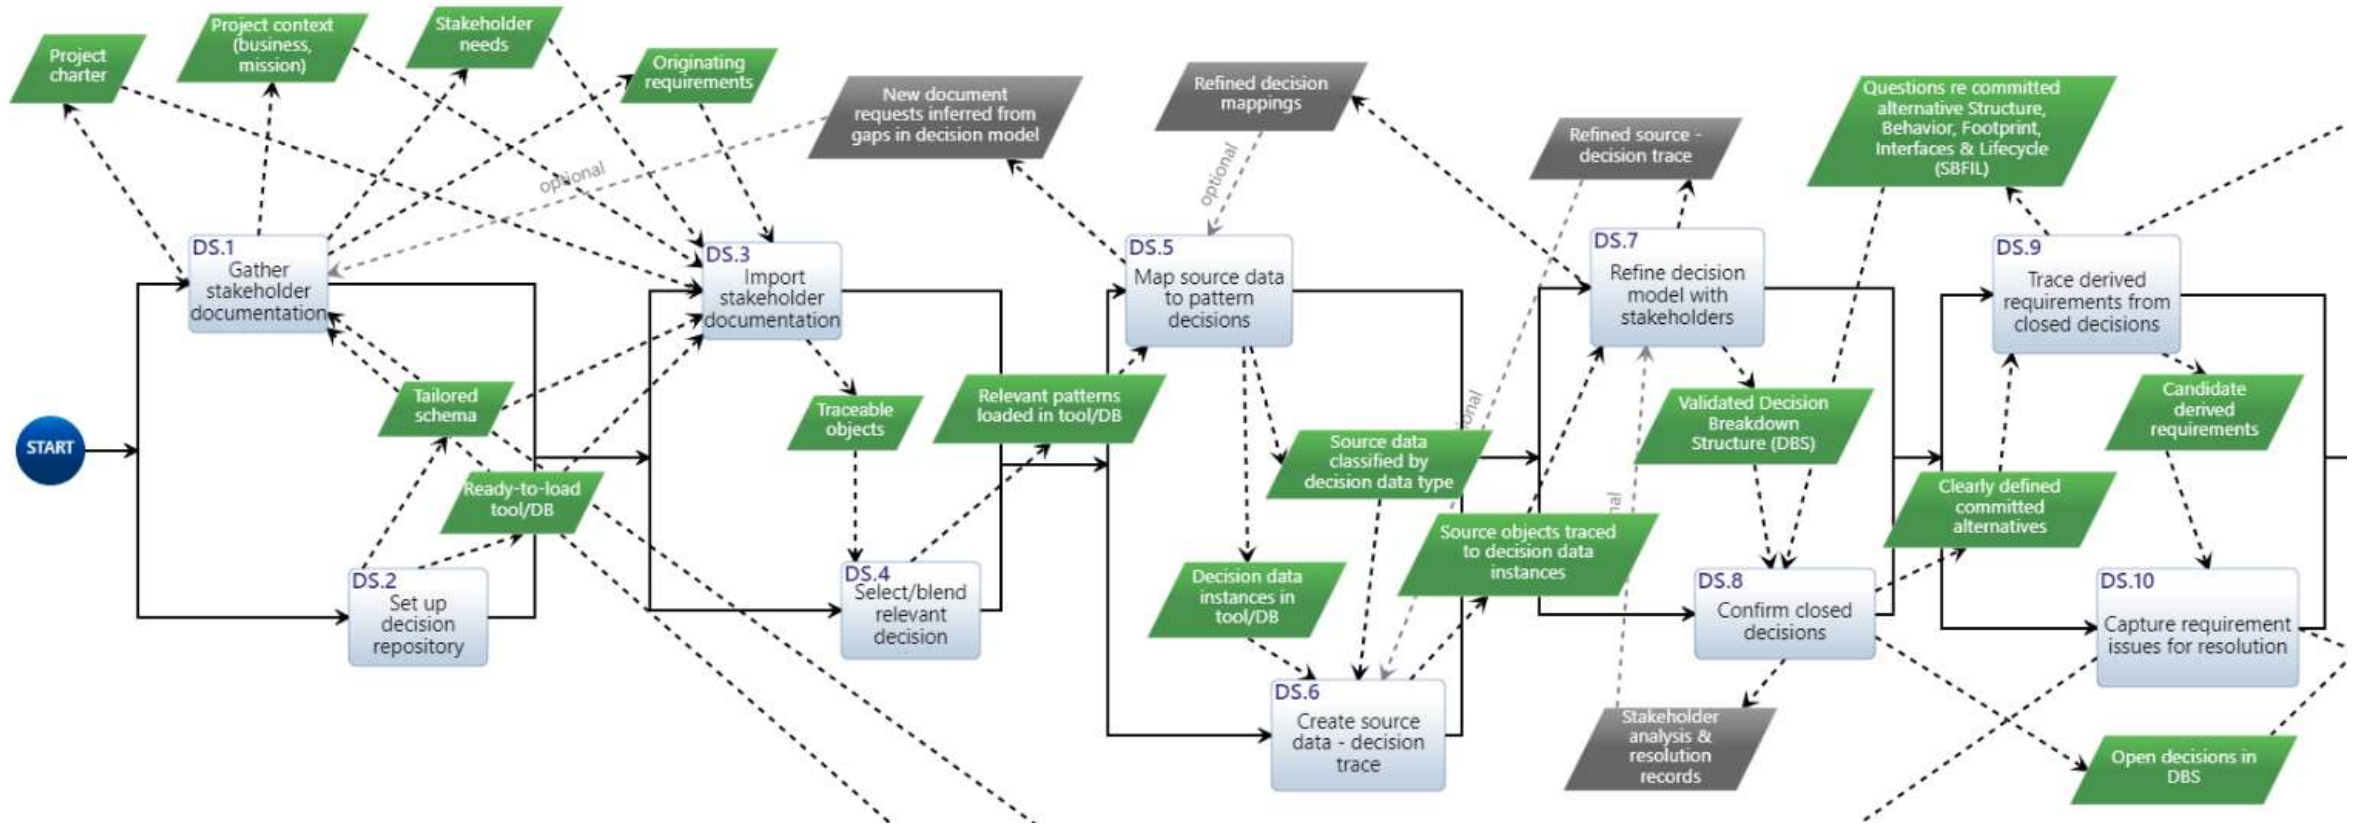 Project
charter
Project context
(business,
mission)
Stakeholder
needs
Originating
requirements
New document
requests inferred from
gaps in decision model
Refined decision
mappings
Refined source -
decision trace
Questions re committed
alternative Structure,
Behavior, Footprint,
Interfaces & Lifecycle
(SBFIL)
optional
optional
DS.1
Gather
stakeholder
documentation
DS.3
Import
stakeholder
documentation
DS.5
Map source data
to pattern
decisions
DS.7
Refine decision
model with
stakeholders
DS.9
Trace derived
requirements from
closed decisions
Tailored
schema
Traceable
objects
Relevant patterns
loaded in tool/DB
onal
Source data
classified by
decision data type
Validated Decision
Breakdown
Structure (DBS)
Candidate
derived
requirements
START
Ready-to-load
tool/DB
Source objects traced
to decision data
instances
nal
Clearly defined
committed
alternatives
DS.2
Set up
decision
repository
DS.4
Select/blend
relevant
decision
Decision data
instances in
tool/DB
DS.6
Create source
data - decision
trace
DS.8
Confirm closed
decisions
DS.10
Capture requirement
issues for resolution
Stakeholder
analysis &
resolution
records
Open decisions in
DBS